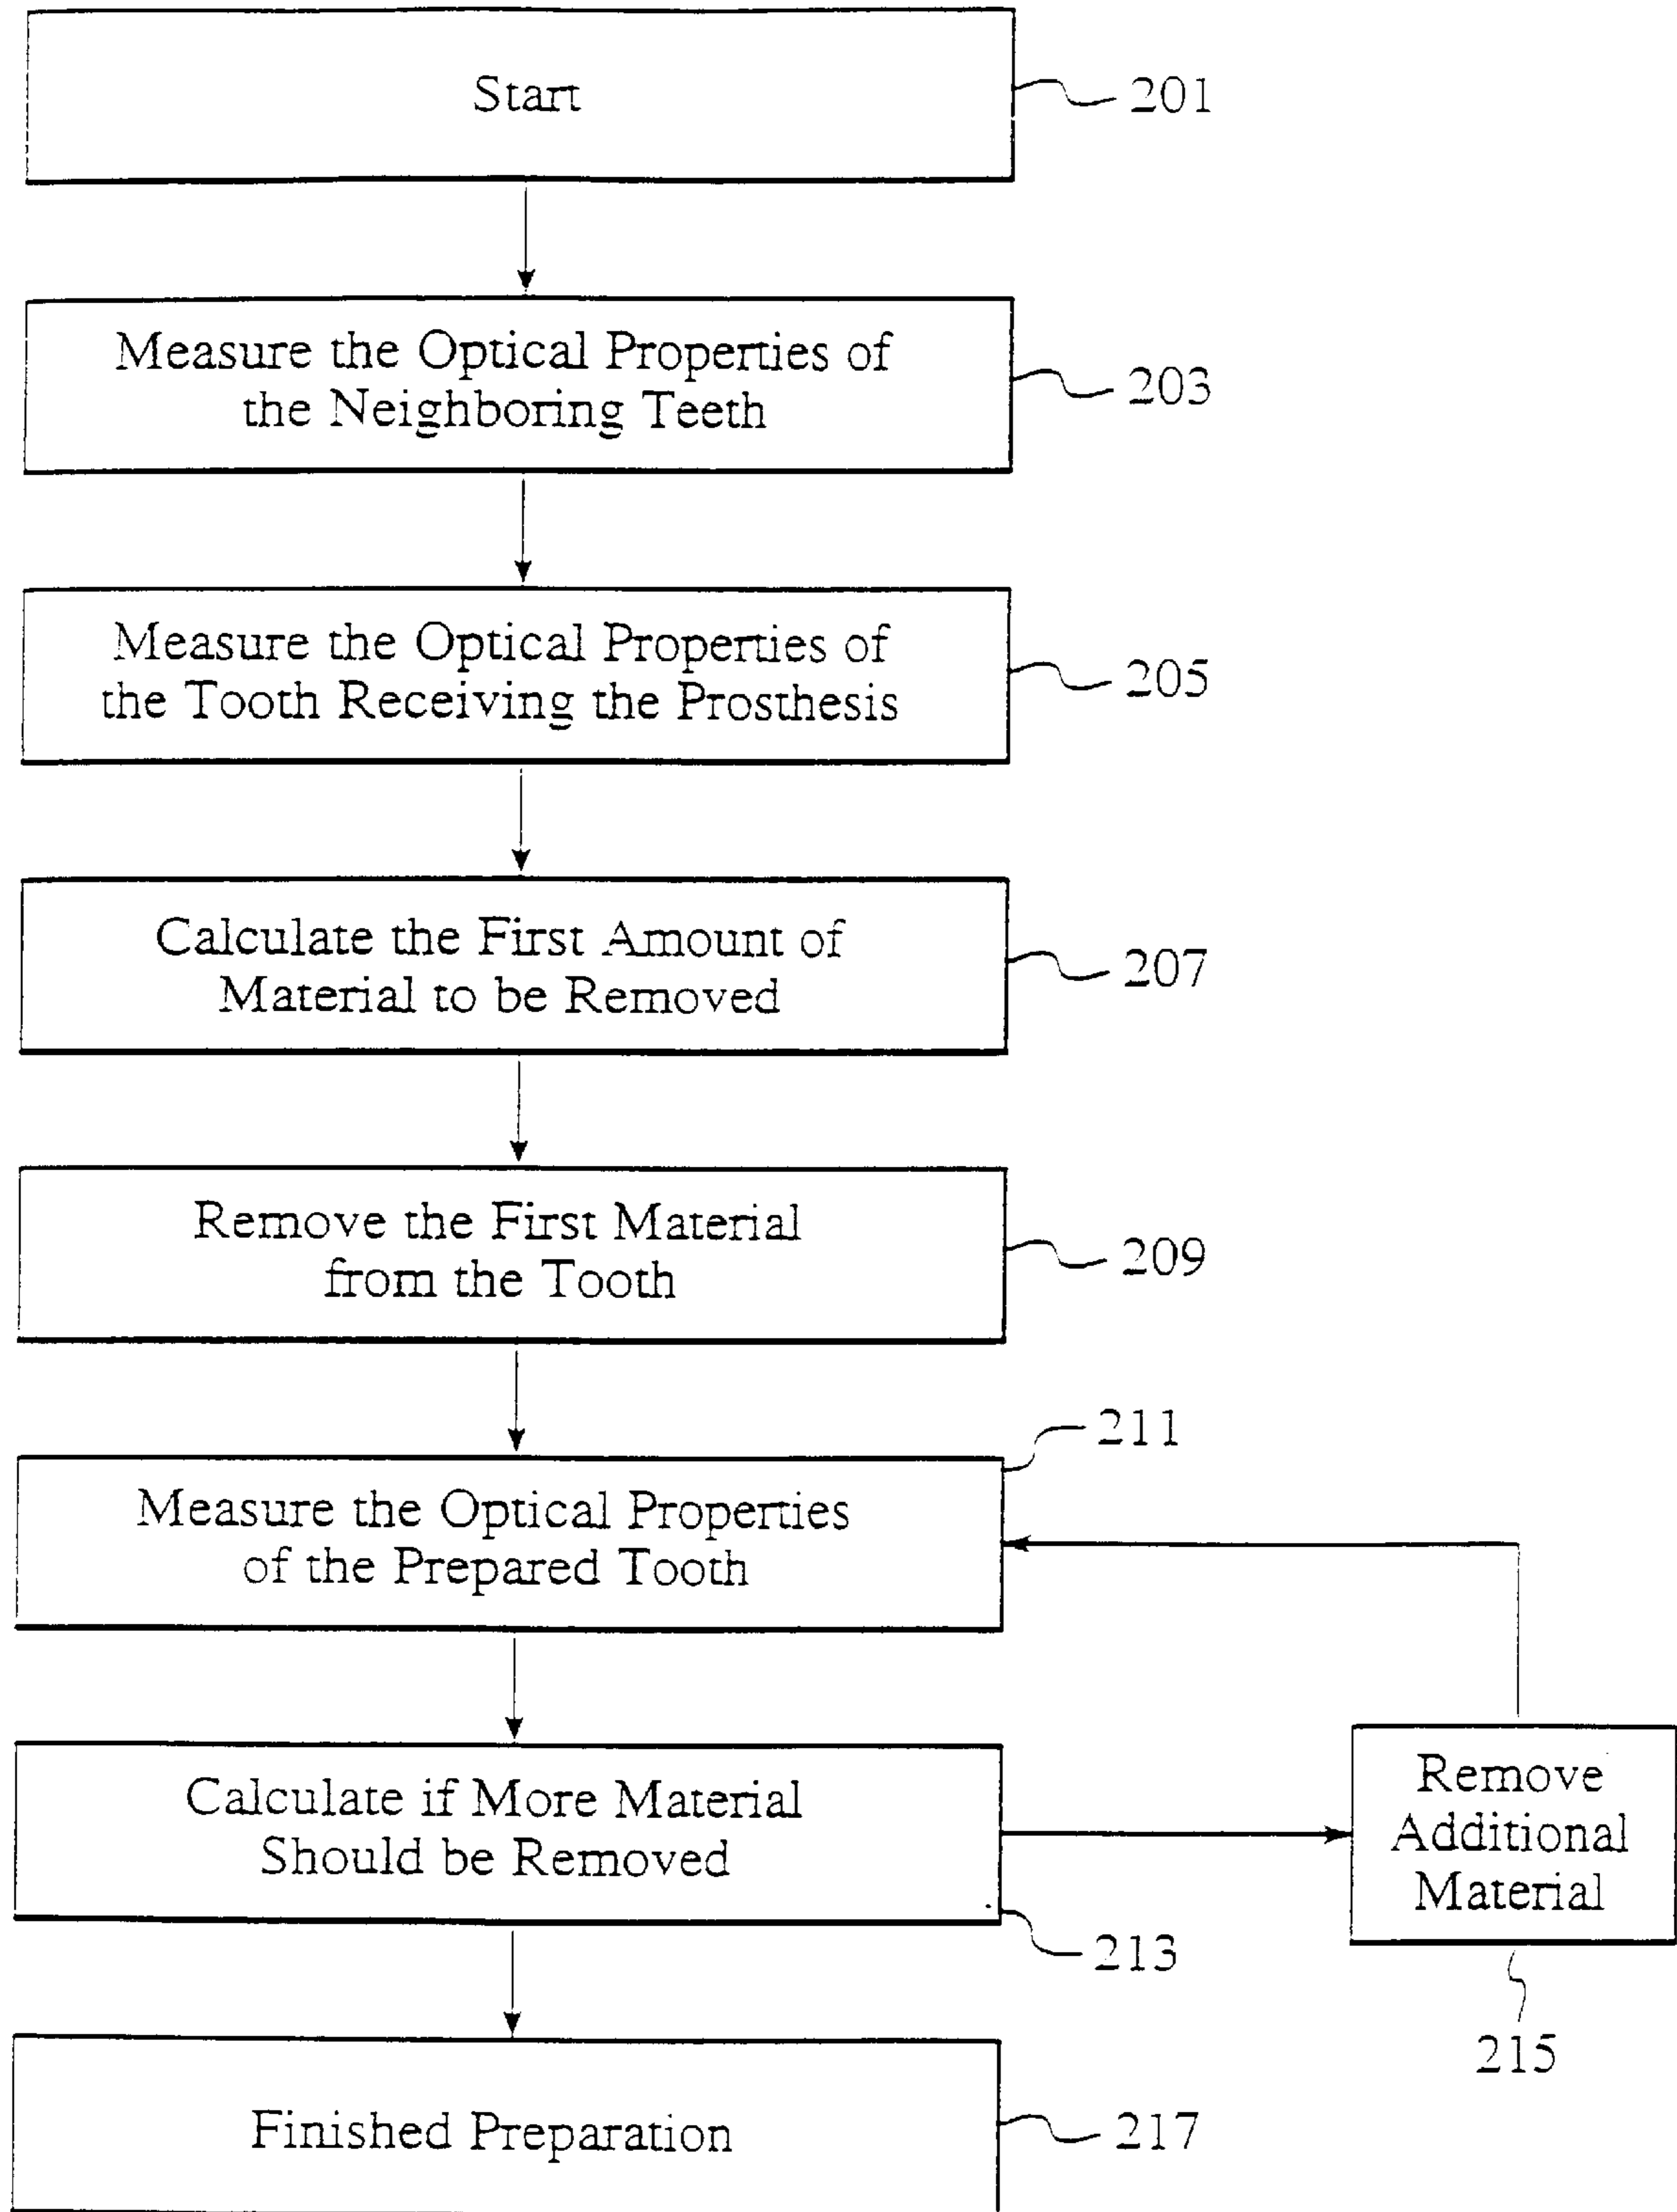 Start
201
Measure the Optical Properties of
the Neighboring Teeth
203
Measure the Optical Properties of
the Tooth Receiving the Prosthesis
205
Calculate the First Amount of
Material to be Removed
207
Remove the First Material
from the Tooth
209
211
Measure the Optical Properties
of the Prepared Tooth
Calculate if More Material
Should be Removed
213
Remove
Additional
Material
215
Finished Preparation
217